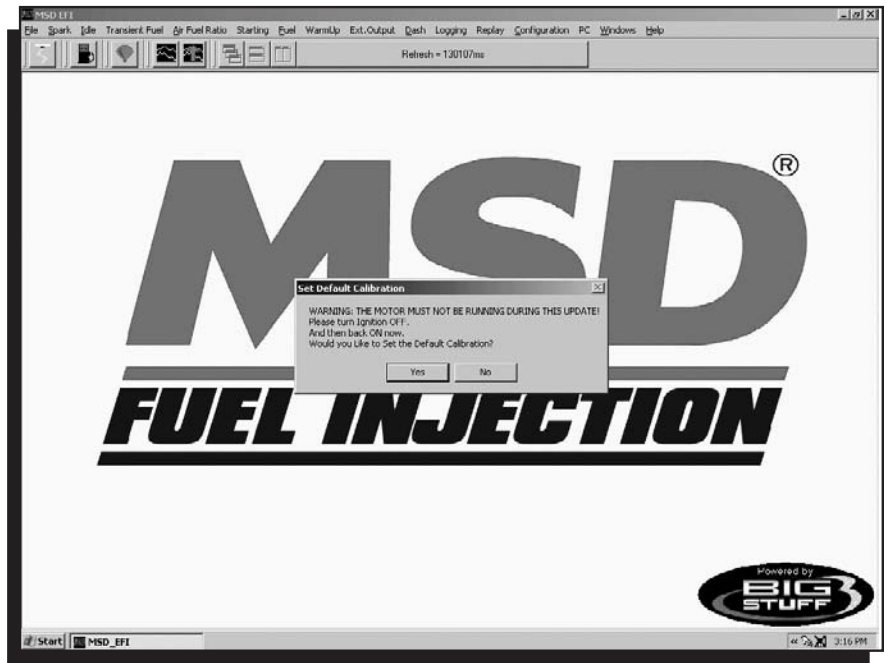 MSD EFI
File Spark Idle Transient Fuel Air Fuel Ratio Starting Fuel WarmUp Ext.Output Dash Logging Replay Configuration PC Windows Help
Refresh = 130107ms
MSD®
Set Default Calibration
WARNING: THE MOTOR MUST NOT BE RUNNING DURING THIS UPDATE!
Please turn Ignition OFF.
And then back ON now.
Would you Like to Set the Default Calibration?
Yes No
FUEL INJECTION
Powered by
BIG
STUFF 3
Start MSD_EFI « 3:16 PM